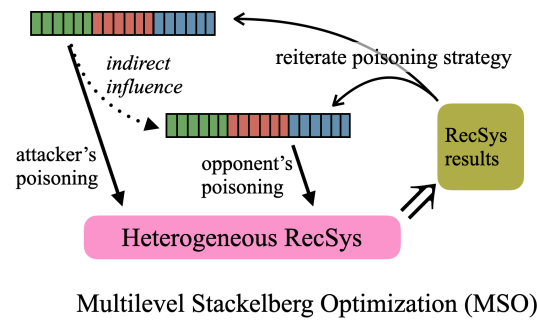 indirect
influence
reiterate poisoning strategy
attacker's
poisoning
opponent's
poisoning
RecSys
results
Heterogeneous RecSys
Multilevel Stackelberg Optimization (MSO)